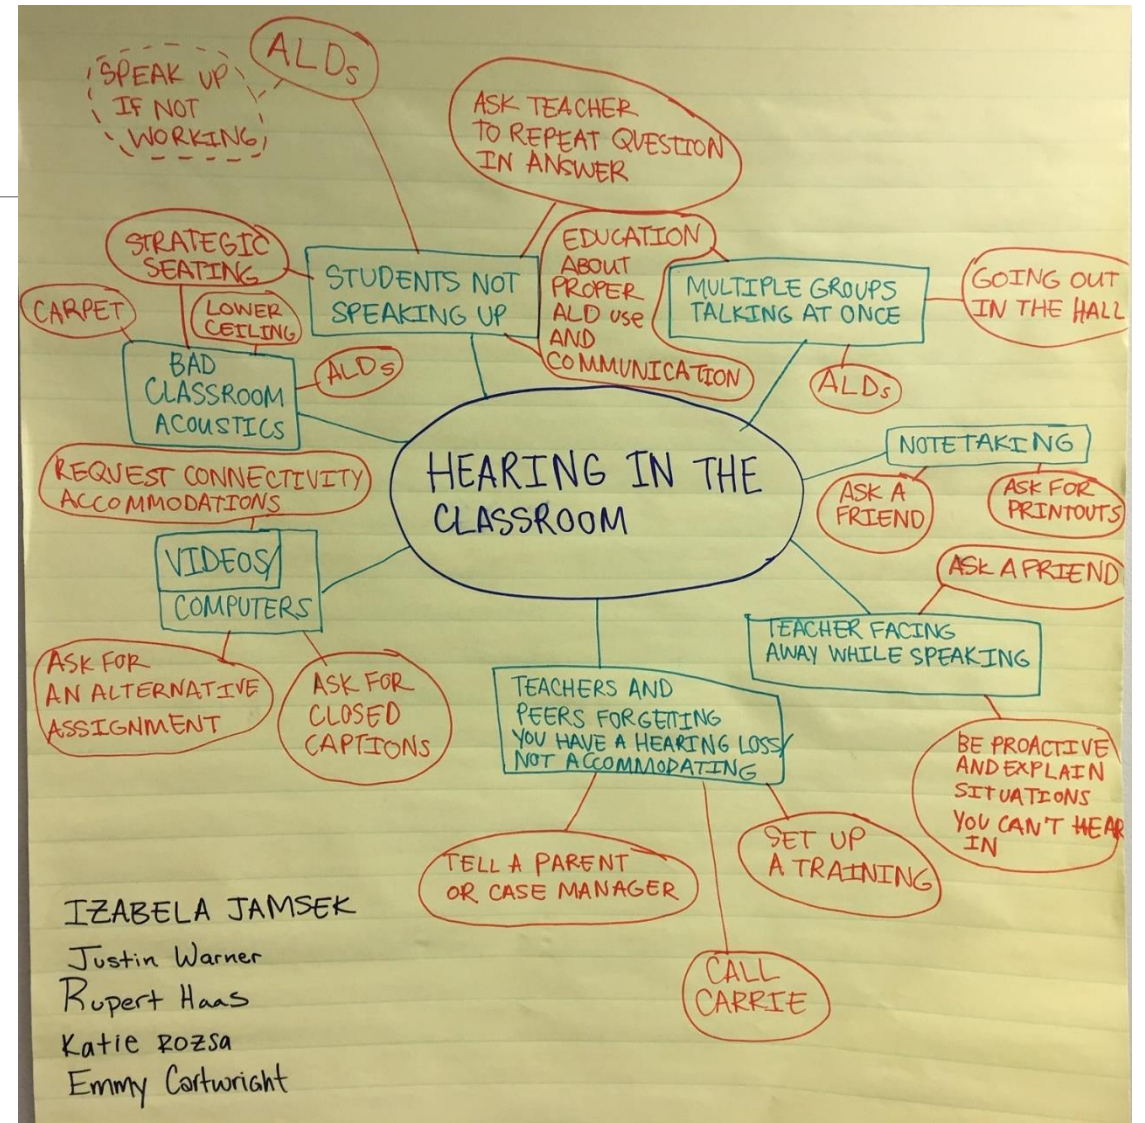 ALDs
SPEAK UP
IF NOT
WORKING
ASK TEACHER
TO REPEAT QUESTION
IN ANSWER
STRATEGIC
SEATING
STUDENTS NOT
SPEAKING UP
EDUCATION
ABOUT
PROPER
ALD use
AND
COMMUNICATION
MULTIPLE GROUPS
TALKING AT ONCE
GOING OUT
IN THE HALL
CARPET
LOWER
CEILING
BAD
CLASSROOM
ACOUSTICS
ALDs
ALDs
HEARING IN THE
CLASSROOM
NOTETAKING
ASK A
FRIEND
ASK FOR
PRINTOUTS
REQUEST CONNECTIVITY
ACCOMMODATIONS
VIDEOS/
COMPUTERS
ASK A FRIEND
TEACHER FACING
AWAY WHILE SPEAKING
ASK FOR
AN ALTERNATIVE
ASSIGNMENT
ASK FOR
CLOSED
CAPTIONS
TEACHERS AND
PEERS FORGETTING
YOU HAVE A HEARING LOSS/
NOT ACCOMMODATING
BE PROACTIVE
AND EXPLAIN
SITUATIONS
YOU CAN'T HEAR
IN
TELL A PARENT
OR CASE MANAGER
SET UP
A TRAINING
CALL
CARRIE
IZABELA JAMSEK
Justin Warner
Rupert Haas
Katie ROZSA
Emmy Cartwright